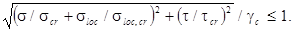 √((σ / σ_cr + σ_loc / σ_loc,cr)² + (τ / τ_cr)²) / γ_c ≤ 1.